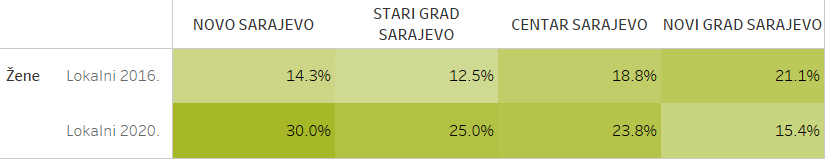 NOVO SARAJEVO STARI GRAD SARAJEVO CENTAR SARAJEVO NOVI GRAD SARAJEVO
Žene Lokalni 2016. 14.3% 12.5% 18.8% 21.1%
Lokalni 2020. 30.0% 25.0% 23.8% 15.4%